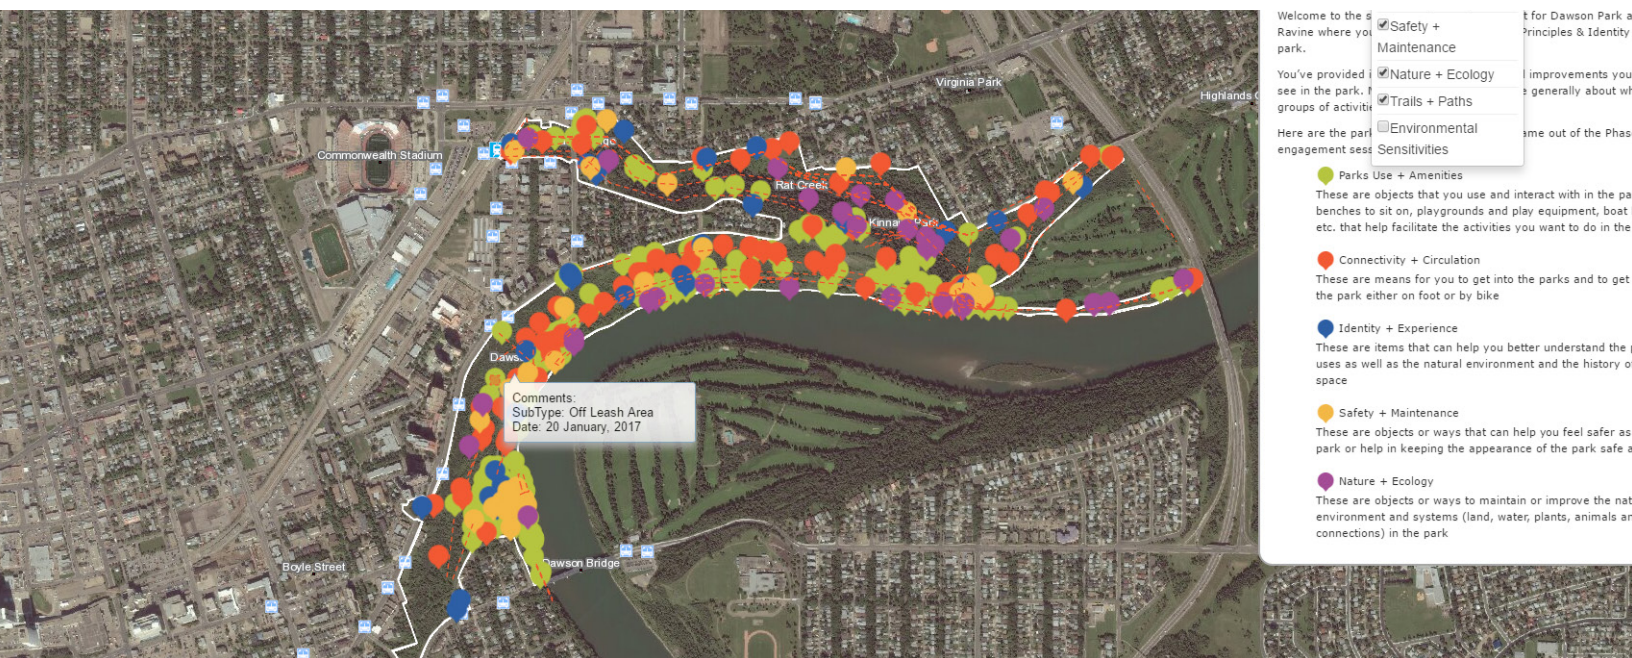 Virginia Park
Highlands
Commonwealth Stadium
Rat Creek
Kinna Park
Daws
Comments:
SubType: Off Leash Area
Date: 20 January, 2017
Dawson Bridge
Boyle Street
Welcome to the s t for Dawson Park a
Ravine where you Principles & Identity
park.
You've provided i improvements you
see in the park. generally about wh
groups of activitie
Here are the park ame out of the Phase
engagement sess
Safety +
Maintenance
Nature + Ecology
Trails + Paths
Environmental
Sensitivities
Parks Use + Amenities
These are objects that you use and interact with in the pa
benches to sit on, playgrounds and play equipment, boat
etc. that help facilitate the activities you want to do in the
Connectivity + Circulation
These are means for you to get into the parks and to get
the park either on foot or by bike
Identity + Experience
These are items that can help you better understand the p
uses as well as the natural environment and the history of
space
Safety + Maintenance
These are objects or ways that can help you feel safer as
park or help in keeping the appearance of the park safe a
Nature + Ecology
These are objects or ways to maintain or improve the nat
environment and systems (land, water, plants, animals an
connections) in the park